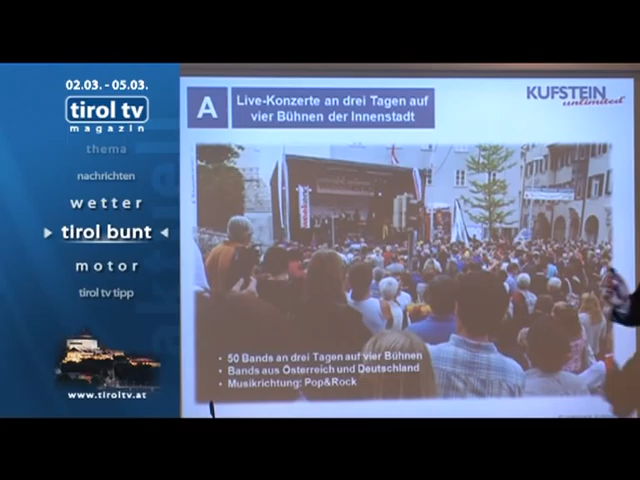 02.03. - 05.03.
tirol tv
magazin
thema
nachrichten
wetter
tirol bunt
motor
tirol tv tipp
www.tiroltv.at
aktuell
A
Live-Konzerte an drei Tagen auf
vier Bühnen der Innenstadt
KUFSTEIN
unlimited
• 50 Bands an drei Tagen auf vier Bühnen
• Bands aus Österreich und Deutschland
• Musikrichtung: Pop&Rock